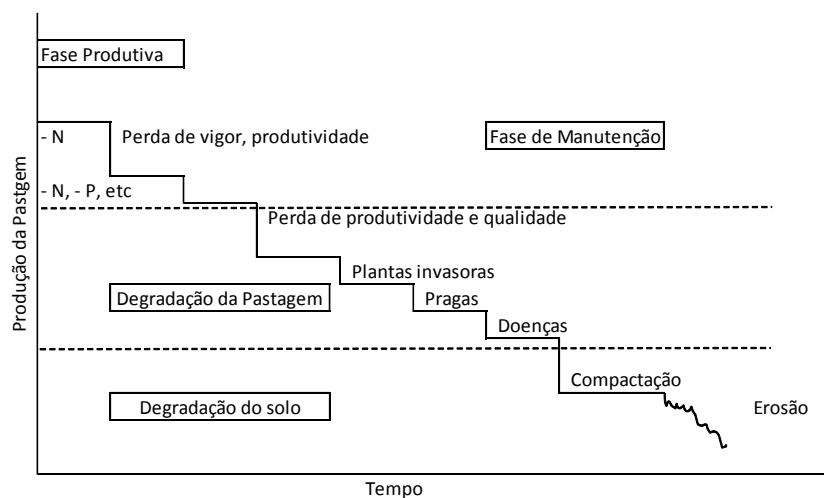 Fase Produtiva
- N
Perda de vigor, produtividade
Fase de Manutenção
- N, - P, etc
Perda de produtividade e qualidade
Plantas invasoras
Degradação da Pastagem
Pragas
Doenças
Compactação
Degradação do solo
Erosão
Produção da Pastgem
Tempo